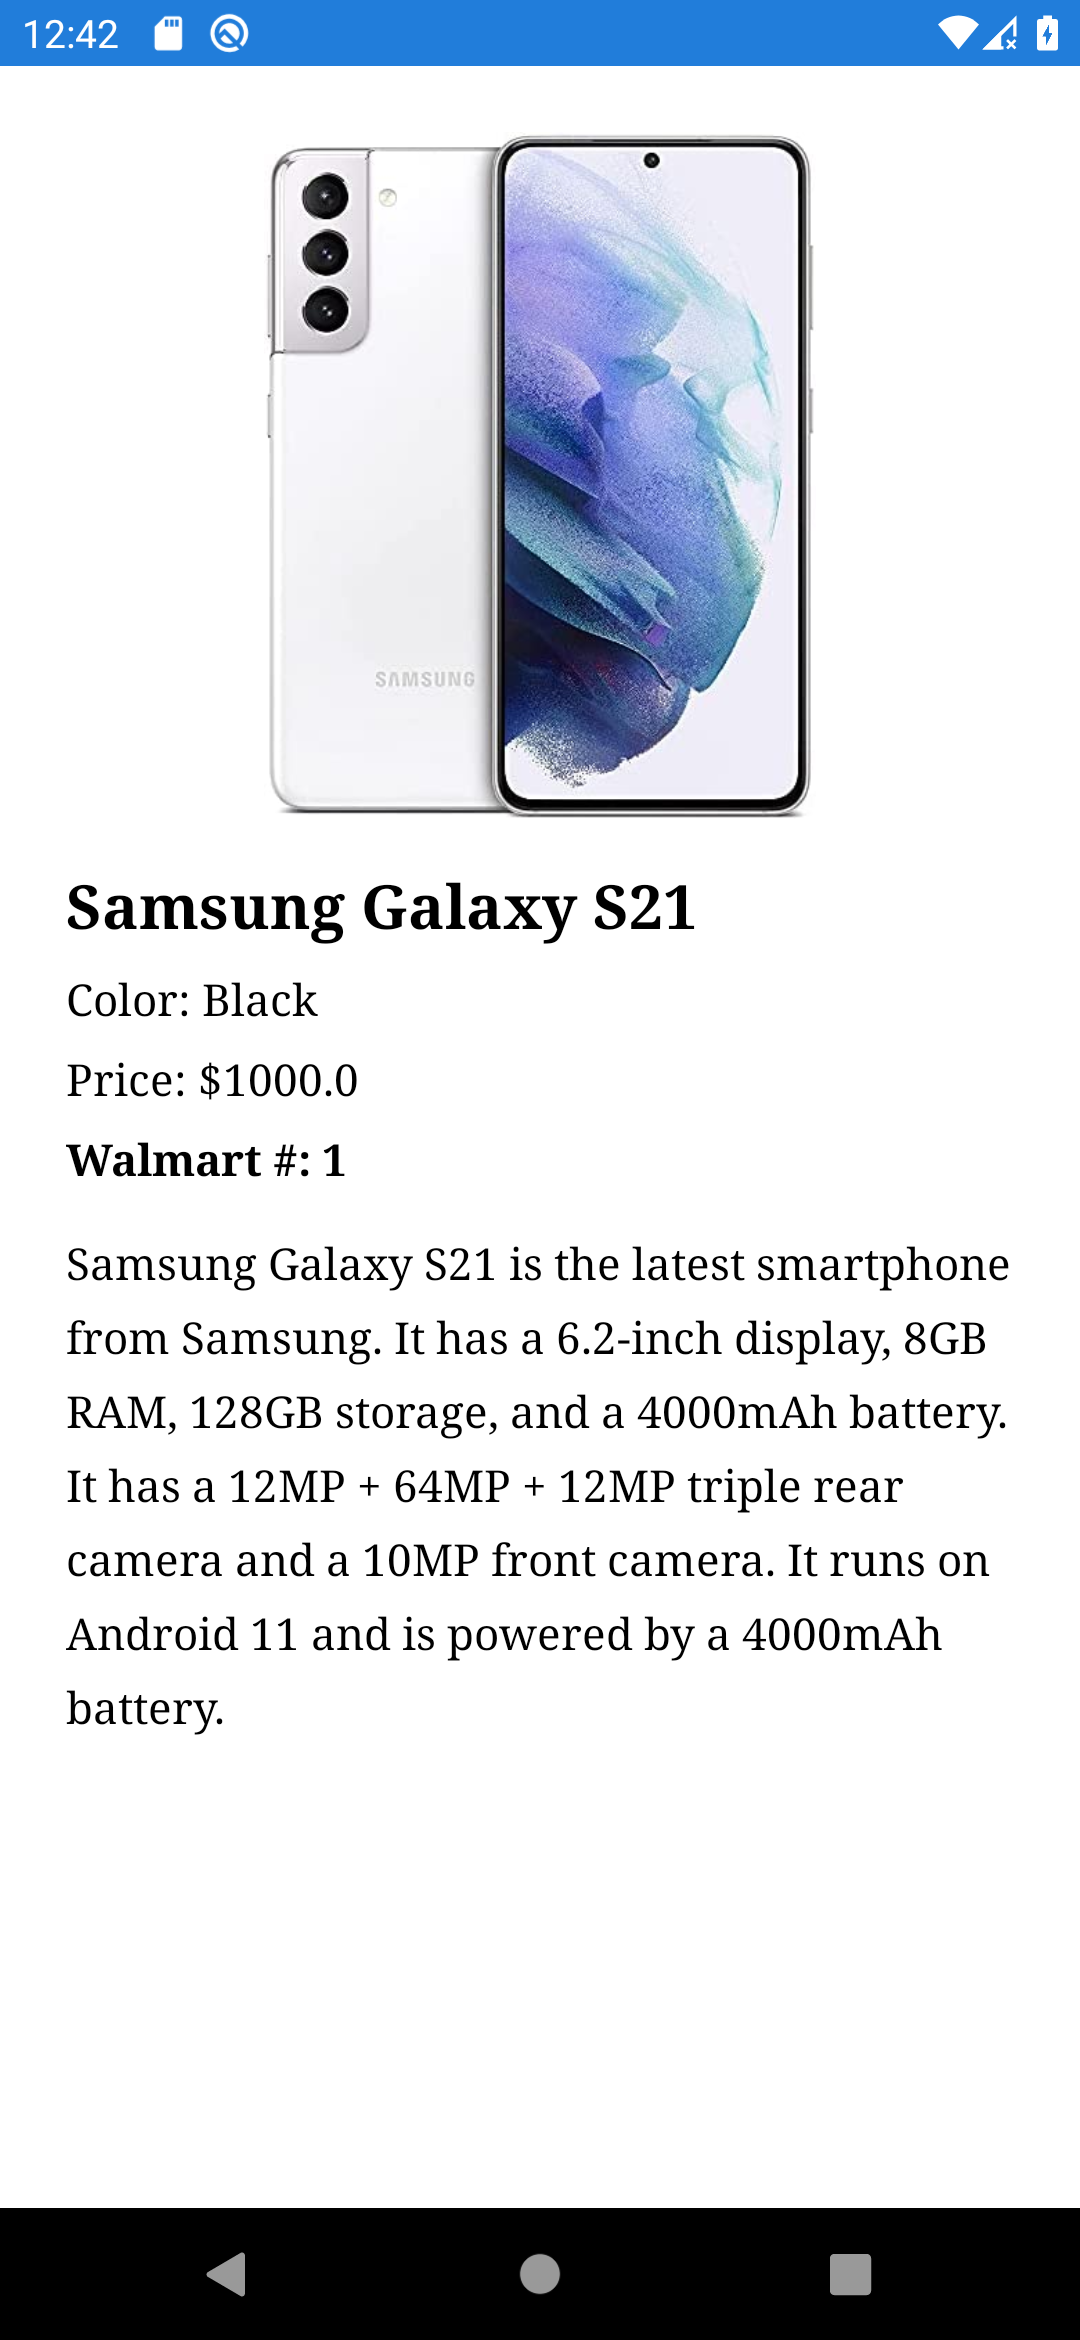 12:42
SAMSUNG
Samsung Galaxy S21
Color: Black
Price: $1000.0
Walmart #: 1
Samsung Galaxy S21 is the latest smartphone
from Samsung. It has a 6.2-inch display, 8GB
RAM, 128GB storage, and a 4000mAh battery.
It has a 12MP + 64MP + 12MP triple rear
camera and a 10MP front camera. It runs on
Android 11 and is powered by a 4000mAh
battery.